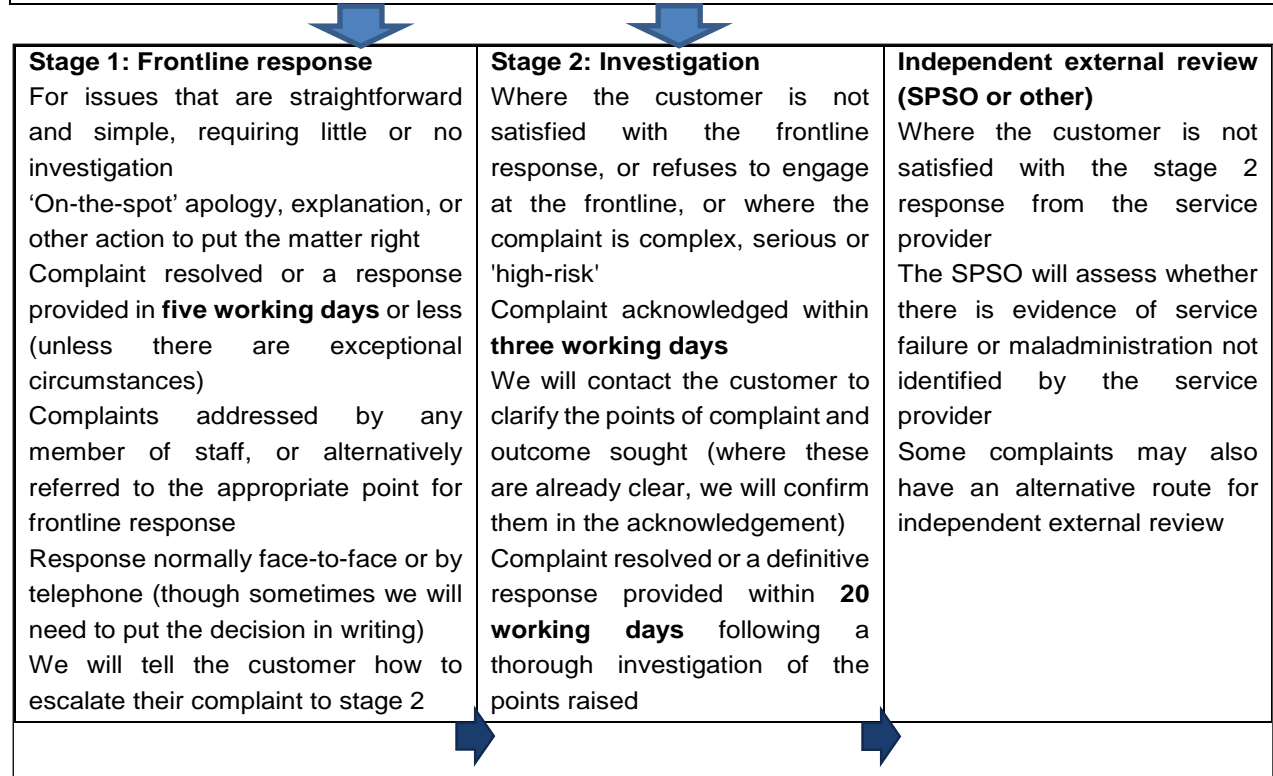 Stage 1: Frontline response
For issues that are straightforward
and simple, requiring little or no
investigation
‘On-the-spot’ apology, explanation, or
other action to put the matter right
Complaint resolved or a response
provided in five working days or less
(unless there are exceptional
circumstances)
Complaints addressed by any
member of staff, or alternatively
referred to the appropriate point for
frontline response
Response normally face-to-face or by
telephone (though sometimes we will
need to put the decision in writing)
We will tell the customer how to
escalate their complaint to stage 2
Stage 2: Investigation
Where the customer is not
satisfied with the frontline
response, or refuses to engage
at the frontline, or where the
complaint is complex, serious or
'high-risk'
Complaint acknowledged within
three working days
We will contact the customer to
clarify the points of complaint and
outcome sought (where these
are already clear, we will confirm
them in the acknowledgement)
Complaint resolved or a definitive
response provided within 20
working days following a
thorough investigation of the
points raised
Independent external review
(SPSO or other)
Where the customer is not
satisfied with the stage 2
response from the service
provider
The SPSO will assess whether
there is evidence of service
failure or maladministration not
identified by the service
provider
Some complaints may also
have an alternative route for
independent external review